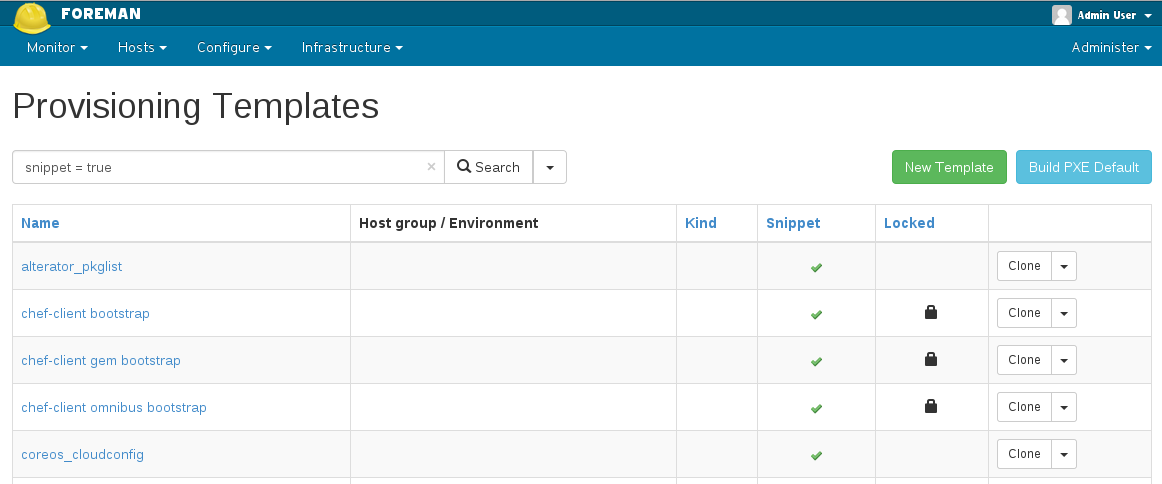 FOREMAN
Admin User
Monitor Hosts Configure Infrastructure Administer
Provisioning Templates
snippet = true × Search New Template Build PXE Default
Name Host group / Environment Kind Snippet Locked
alterator_pkglist Clone
chef-client bootstrap Clone
chef-client gem bootstrap Clone
chef-client omnibus bootstrap Clone
coreos_cloudconfig Clone